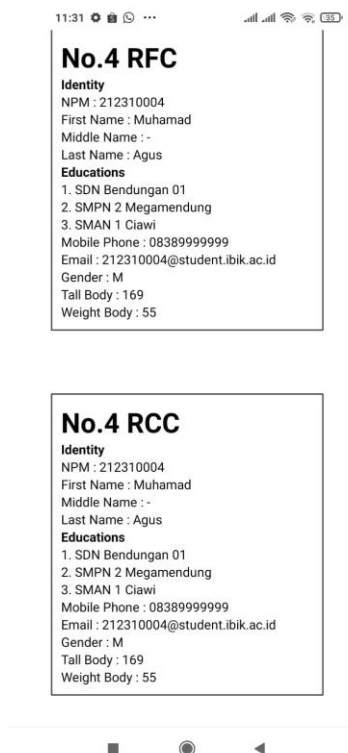 11:31
35
No.4 RFC
Identity
NPM : 212310004
First Name : Muhamad
Middle Name : -
Last Name : Agus
Educations
1. SDN Bendungan 01
2. SMPN 2 Megamendung
3. SMAN 1 Ciawi
Mobile Phone : 08389999999
Email : 212310004@student.ibik.ac.id
Gender : M
Tall Body : 169
Weight Body : 55
No.4 RCC
Identity
NPM : 212310004
First Name : Muhamad
Middle Name : -
Last Name : Agus
Educations
1. SDN Bendungan 01
2. SMPN 2 Megamendung
3. SMAN 1 Ciawi
Mobile Phone : 08389999999
Email : 212310004@student.ibik.ac.id
Gender : M
Tall Body : 169
Weight Body : 55